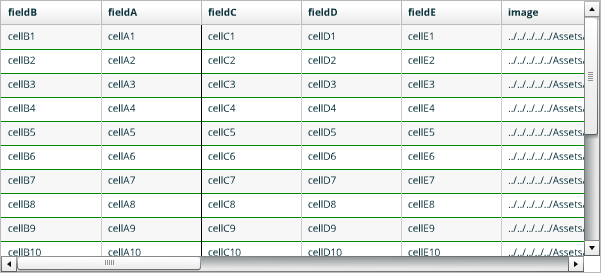 fieldB fieldA fieldC fieldD fieldE image
cellB1 cellA1 cellC1 cellD1 cellE1 ../../../../../Assets/
cellB2 cellA2 cellC2 cellD2 cellE2 ../../../../../Assets/
cellB3 cellA3 cellC3 cellD3 cellE3 ../../../../../Assets/
cellB4 cellA4 cellC4 cellD4 cellE4 ../../../../../Assets/
cellB5 cellA5 cellC5 cellD5 cellE5 ../../../../../Assets/
cellB6 cellA6 cellC6 cellD6 cellE6 ../../../../../Assets/
cellB7 cellA7 cellC7 cellD7 cellE7 ../../../../../Assets/
cellB8 cellA8 cellC8 cellD8 cellE8 ../../../../../Assets/
cellB9 cellA9 cellC9 cellD9 cellE9 ../../../../../Assets/
cellB10 cellA10 cellC10 cellD10 cellE10 ../../../../../Assets/